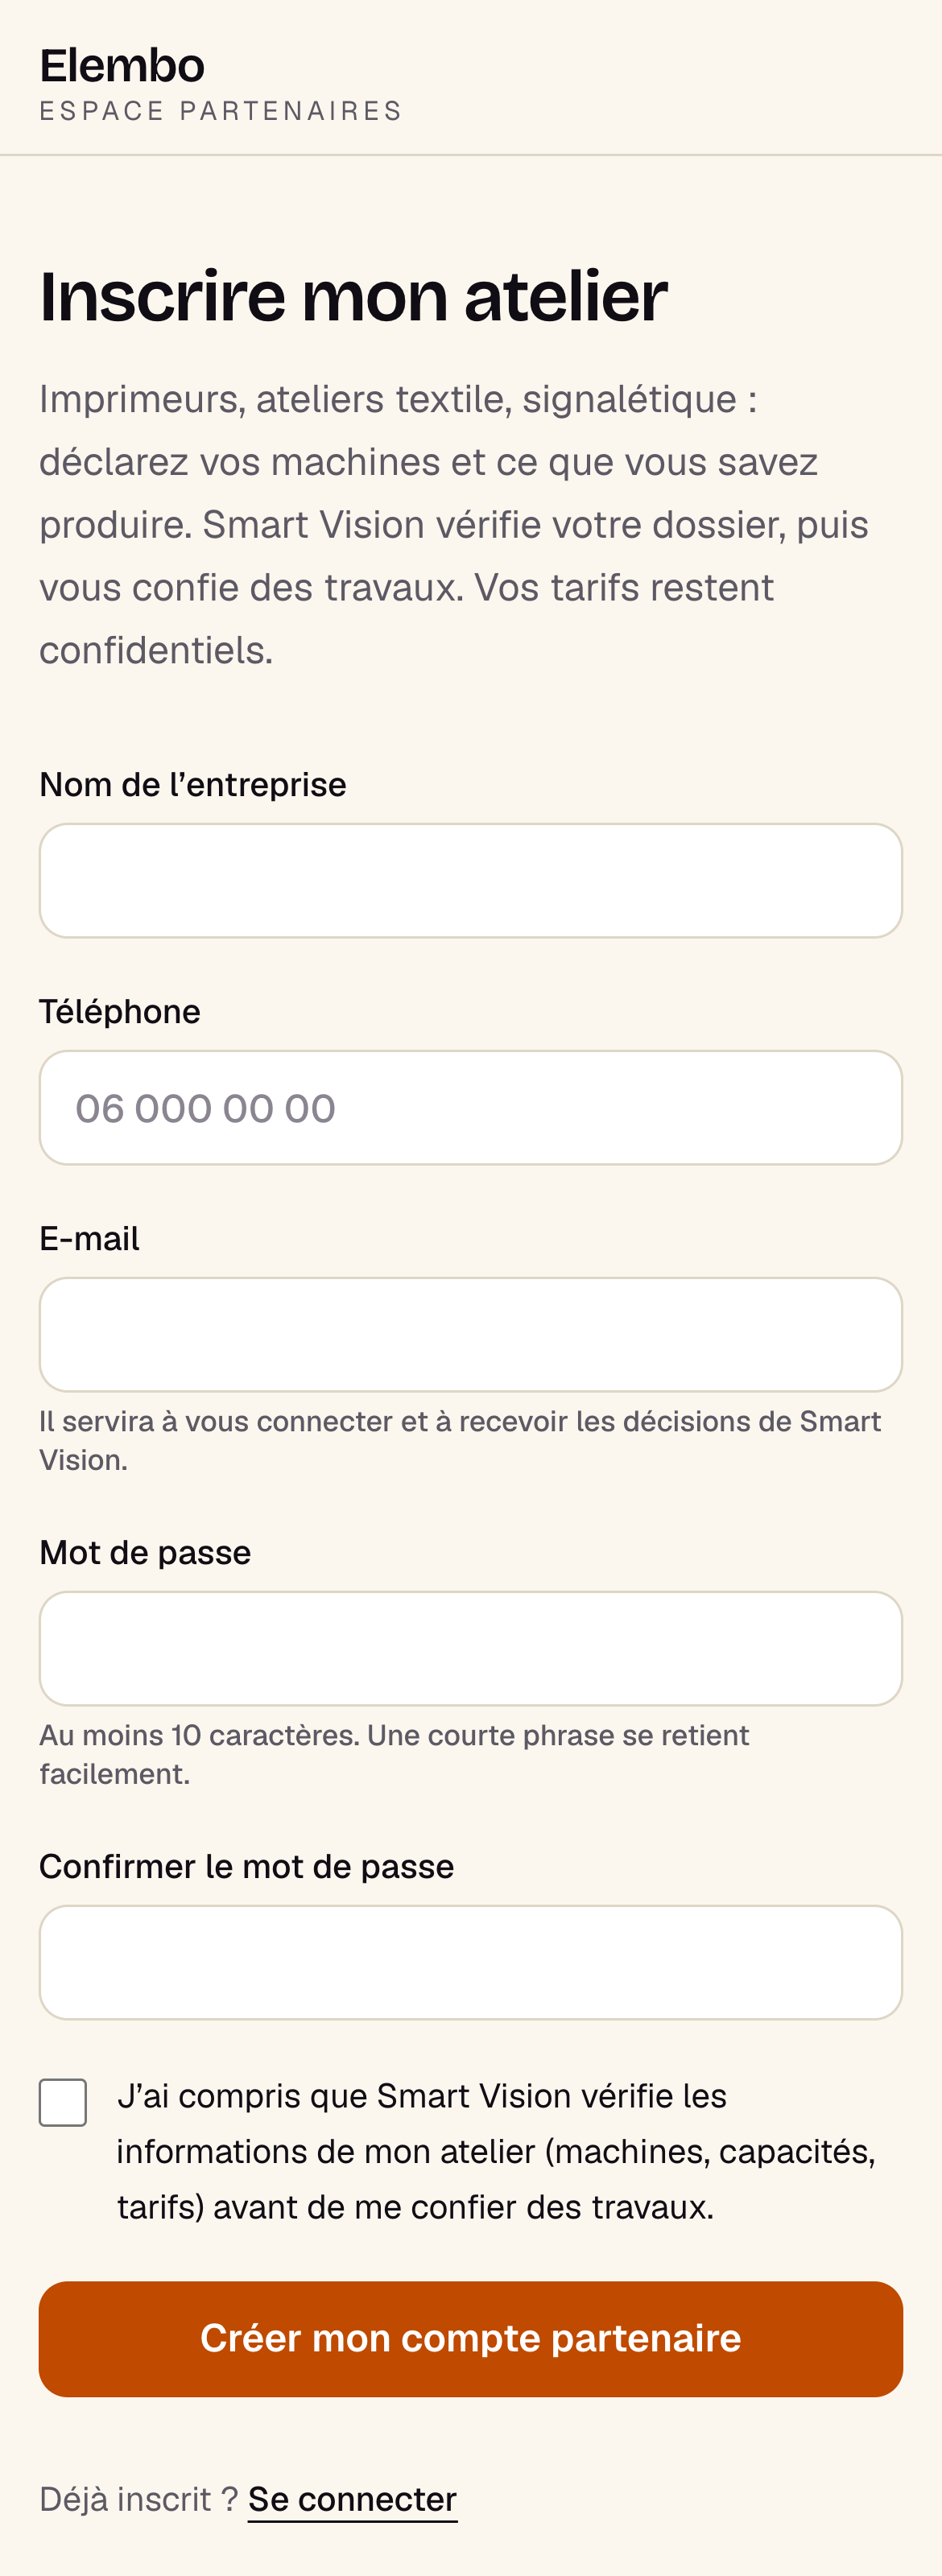 Elembo
ESPACE PARTENAIRES
Inscrire mon atelier
Imprimeurs, ateliers textile, signalétique :
déclarez vos machines et ce que vous savez
produire. Smart Vision vérifie votre dossier, puis
vous confie des travaux. Vos tarifs restent
confidentiels.
Nom de l’entreprise
Téléphone
06 000 00 00
E-mail
Il servira à vous connecter et à recevoir les décisions de Smart
Vision.
Mot de passe
Au moins 10 caractères. Une courte phrase se retient
facilement.
Confirmer le mot de passe
J’ai compris que Smart Vision vérifie les
informations de mon atelier (machines, capacités,
tarifs) avant de me confier des travaux.
Créer mon compte partenaire
Déjà inscrit ? Se connecter